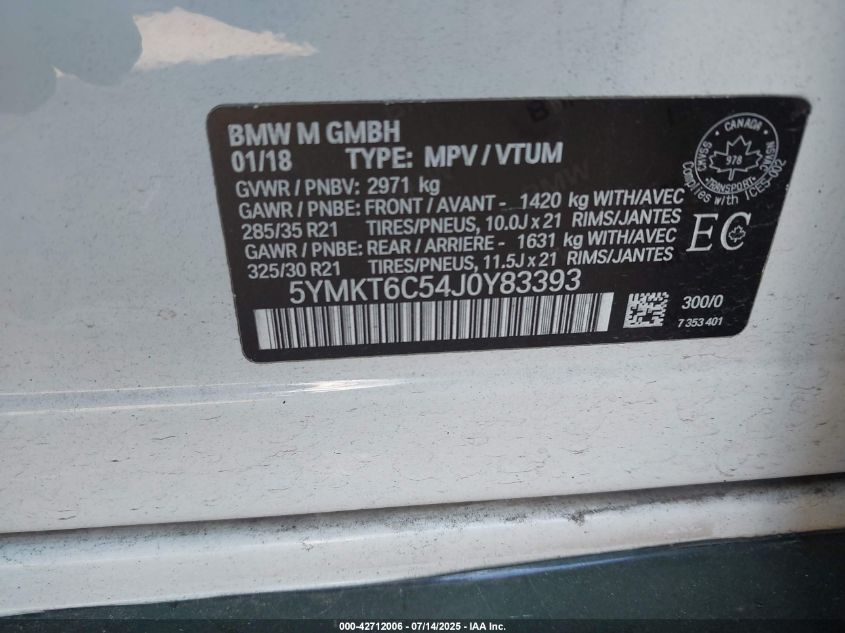 BMW M GMBH
01/18 TYPE: MPV / VTUM
GVWR / PNBV: 2971 kg
GAWR / PNBE: FRONT / AVANT - 1420 kg WITH/AVEC
285/35 R21 TIRES/PNEUS, 10.0J x 21 RIMS/JANTES
GAWR / PNBE: REAR / ARRIERE - 1631 kg WITH/AVEC
325/30 R21 TIRES/PNEUS, 11.5J x 21 RIMS/JANTES
5YMKT6C54J0Y83393
CANADA
CMVSS
978
NSVAC
TRANSPORT
Complies with ICES-002
EC
300/0
7 353 401
000-42712006 - 07/14/2025 - IAA Inc.